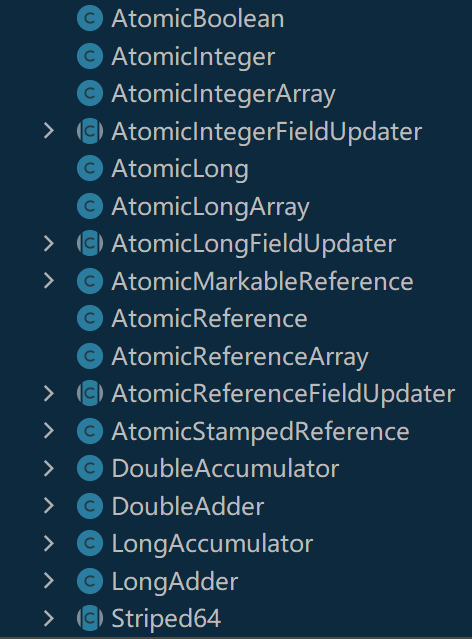 AtomicBoolean
AtomicInteger
AtomicIntegerArray
AtomicIntegerFieldUpdater
AtomicLong
AtomicLongArray
AtomicLongFieldUpdater
AtomicMarkableReference
AtomicReference
AtomicReferenceArray
AtomicReferenceFieldUpdater
AtomicStampedReference
DoubleAccumulator
DoubleAdder
LongAccumulator
LongAdder
Striped64